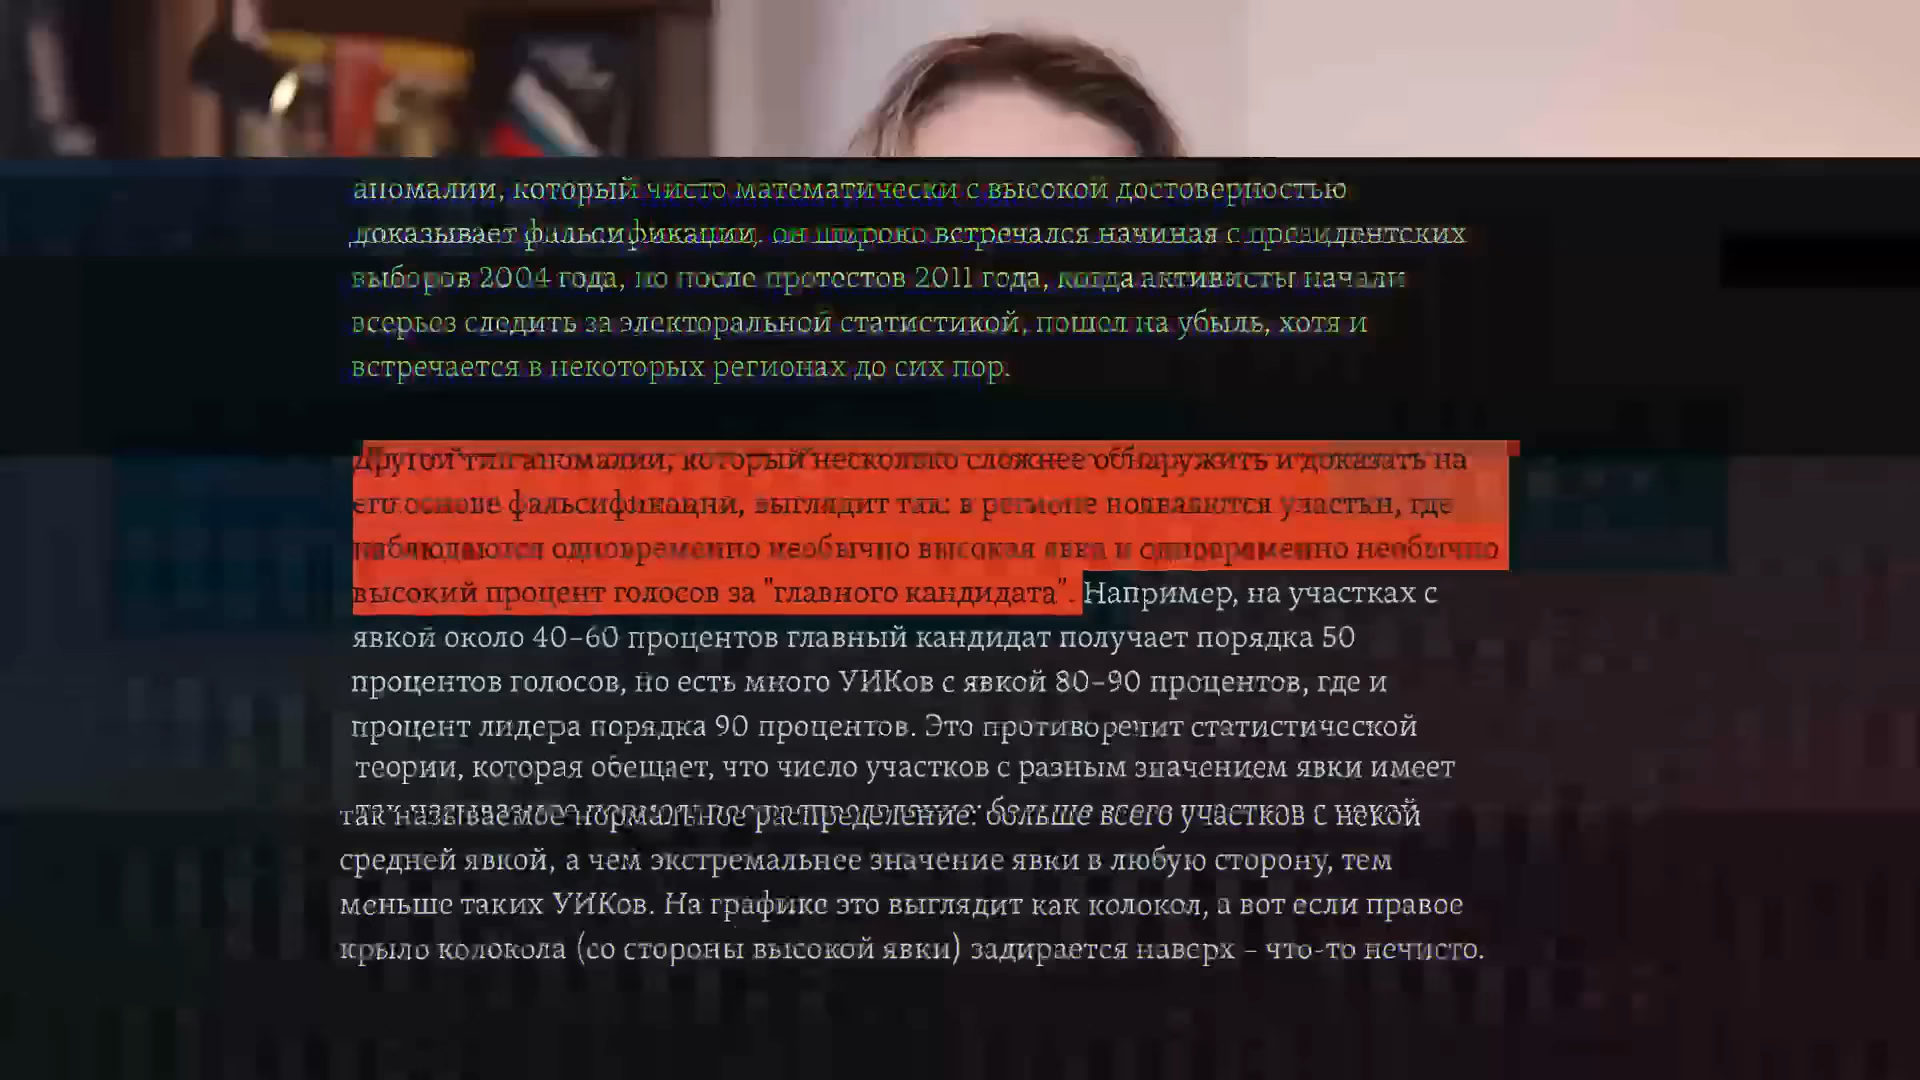 аномалии, который чисто математически с высокой достоверностью
доказывает фальсификации. он широко встречался начиная с президентских
выборов 2004 года, но после протестов 2011 года, когда активисты начали
всерьез следить за электоральной статистикой, пошел на убыль, хотя и
встречается в некоторых регионах до сих пор.
Другой тип аномалии, который несколько сложнее обнаружить и доказать на
его основе фальсификации, выглядит так: в регионе появляются участки, где
наблюдаются одновременно необычно высокая явка и одновременно необычно
высокий процент голосов за "главного кандидата". Например, на участках с
явкой около 40–60 процентов главный кандидат получает порядка 50
процентов голосов, но есть много УИКов с явкой 80–90 процентов, где и
процент лидера порядка 90 процентов. Это противоречит статистической
теории, которая обещает, что число участков с разным значением явки имеет
так называемое нормальное распределение: больше всего участков с некой
средней явкой, а чем экстремальнее значение явки в любую сторону, тем
меньше таких УИКов. На графике это выглядит как колокол, а вот если правое
крыло колокола (со стороны высокой явки) задирается наверх – что-то нечисто.